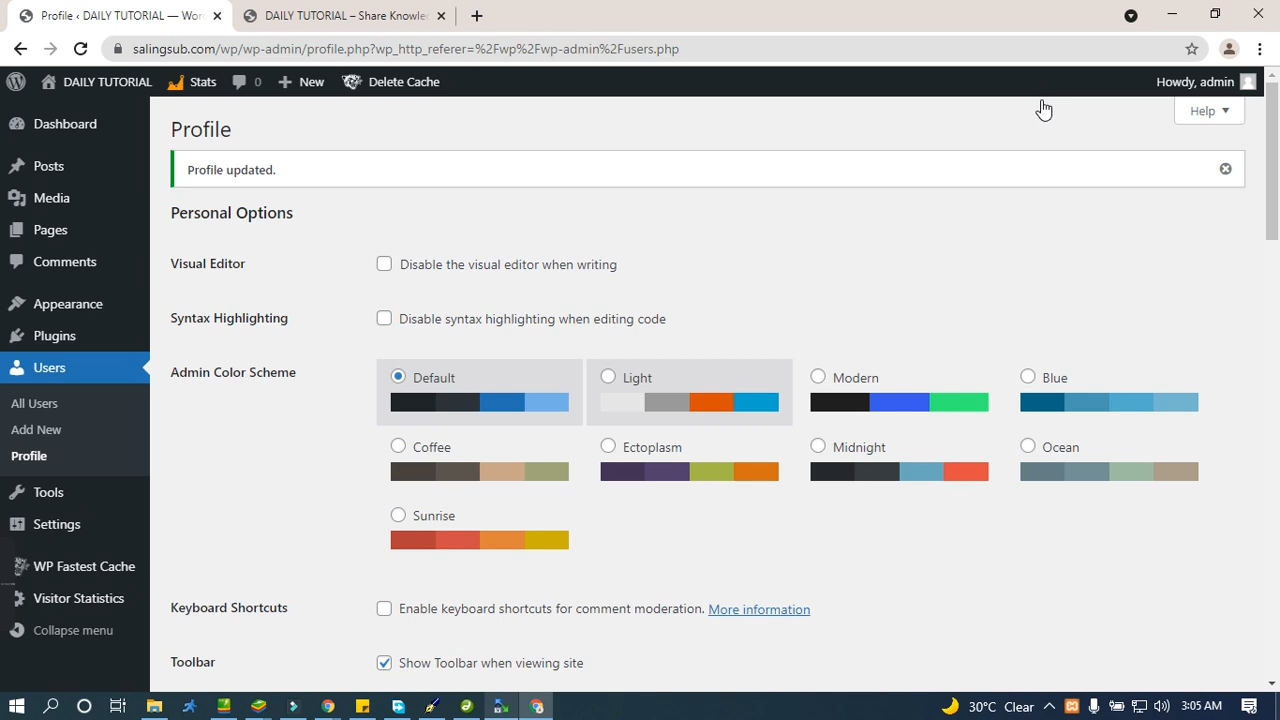 Profile ‹ DAILY TUTORIAL — Wor
DAILY TUTORIAL – Share Knowle
salingsub.com/wp/wp-admin/profile.php?wp_http_referer=%2Fwp%2Fwp-admin%2Fusers.php
DAILY TUTORIAL Stats 0 New Delete Cache Howdy, admin
Help
Dashboard
Posts
Media
Pages
Comments
Appearance
Plugins
Users
All Users
Add New
Profile
Tools
Settings
WP Fastest Cache
Visitor Statistics
Collapse menu
Profile
Profile updated.
Personal Options
Visual Editor Disable the visual editor when writing
Syntax Highlighting Disable syntax highlighting when editing code
Admin Color Scheme
Default Light Modern Blue
Coffee Ectoplasm Midnight Ocean
Sunrise
Keyboard Shortcuts Enable keyboard shortcuts for comment moderation. More information
Toolbar Show Toolbar when viewing site
30°C Clear 3:05 AM